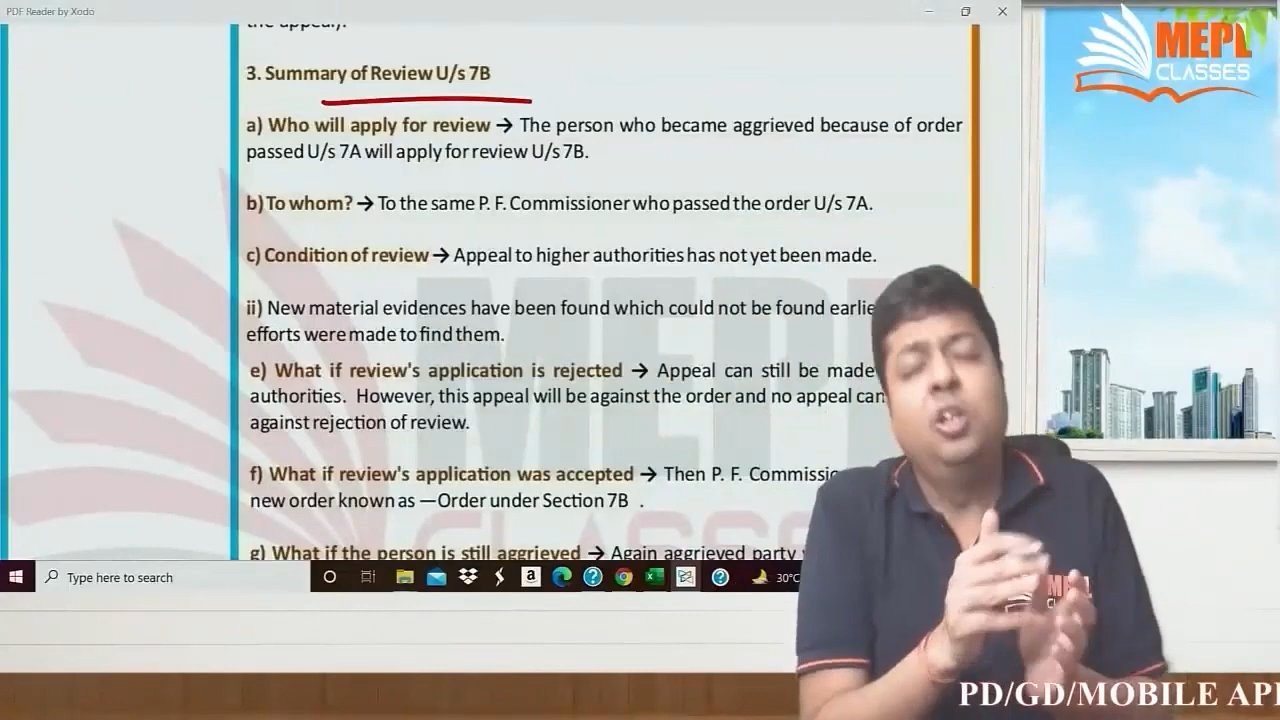 PDF Reader by Xodo
the appeal).
3. Summary of Review U/s 7B
a) Who will apply for review → The person who became aggrieved because of order
passed U/s 7A will apply for review U/s 7B.
b) To whom? → To the same P. F. Commissioner who passed the order U/s 7A.
c) Condition of review → Appeal to higher authorities has not yet been made.
ii) New material evidences have been found which could not be found earlie
efforts were made to find them.
e) What if review's application is rejected → Appeal can still be made
authorities. However, this appeal will be against the order and no appeal can
against rejection of review.
f) What if review's application was accepted → Then P. F. Commissio
new order known as —Order under Section 7B .
g) What if the person is still aggrieved → Again aggrieved party
MEPL
CLASSES
Type here to search
30°C
MEPL
CLASSES
MEPL
PD/GD/MOBILE AP